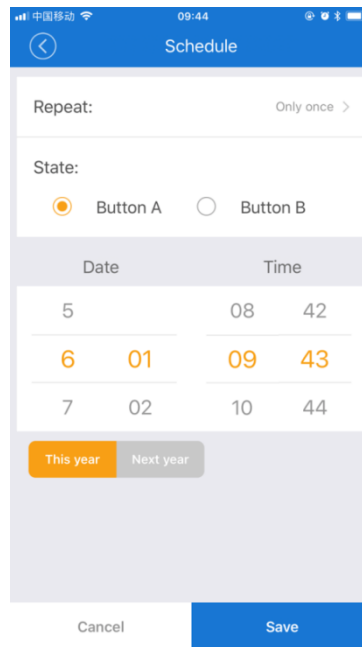 中国移动 09:44
Schedule
Repeat: Only once >
State:
Button A Button B
Date Time
5 08 42
6 01 09 43
7 02 10 44
This year Next year
Cancel Save